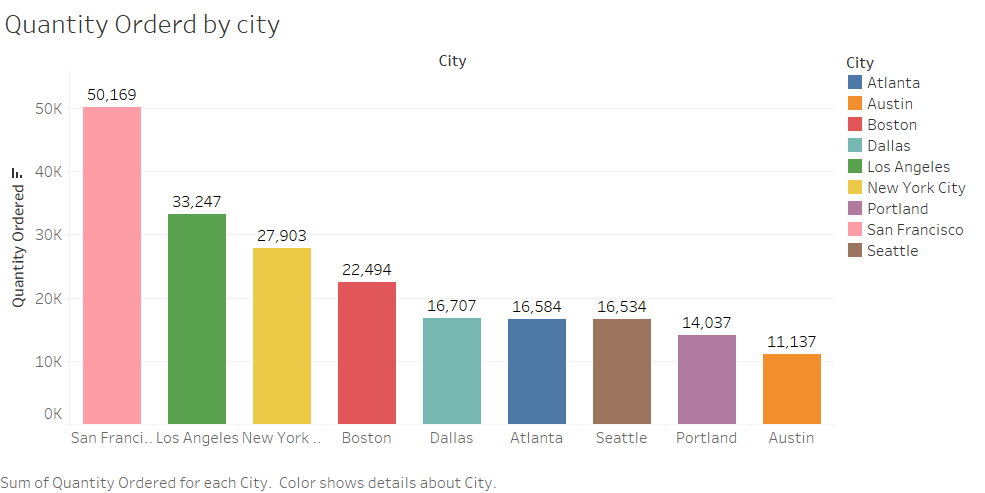 Quantity Orderd by city
City
50,169
33,247
27,903
22,494
16,707
16,584
16,534
14,037
11,137
50K
40K
30K
20K
10K
0K
Quantity Ordered
San Franci.. Los Angeles New York .. Boston Dallas Atlanta Seattle Portland Austin
City
Atlanta
Austin
Boston
Dallas
Los Angeles
New York City
Portland
San Francisco
Seattle
Sum of Quantity Ordered for each City. Color shows details about City.